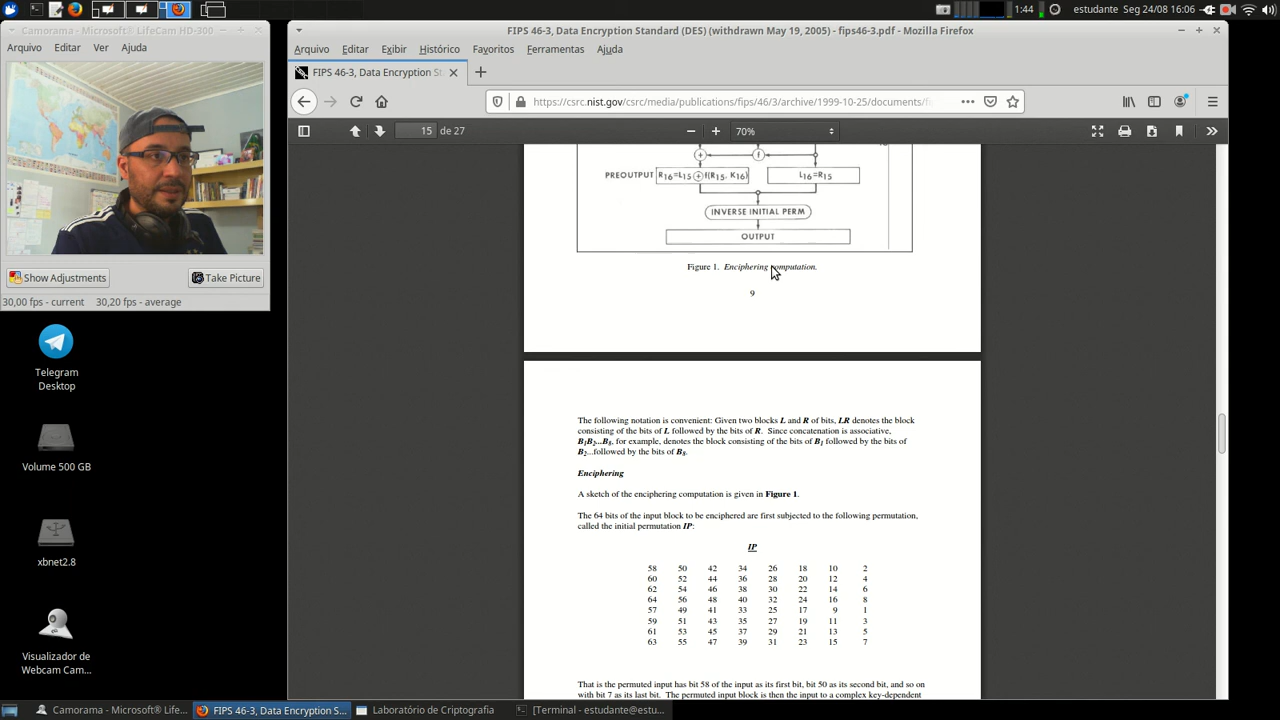 1:44 estudante Seg 24/08 16:06
Camorama - Microsoft® LifeCam HD-300
Arquivo Editar Ver Ajuda
Show Adjustments Take Picture
30,00 fps - current 30,20 fps - average
Telegram
Desktop
Volume 500 GB
xbnet2.8
Visualizador de
Webcam Cam...
FIPS 46-3, Data Encryption Standard (DES) (withdrawn May 19, 2005) - fips46-3.pdf - Mozilla Firefox
Arquivo Editar Exibir Histórico Favoritos Ferramentas Ajuda
FIPS 46-3, Data Encryption St
https://csrc.nist.gov/csrc/media/publications/fips/46/3/archive/1999-10-25/documents/
15 de 27 70%
+ f
PREOUTPUT R16=L15+f(R15, K16) L16=R15
INVERSE INITIAL PERM
OUTPUT
Figure 1. Enciphering computation.
9
The following notation is convenient: Given two blocks L and R of bits, LR denotes the block
consisting of the bits of L followed by the bits of R. Since concatenation is associative,
B1B2...B8, for example, denotes the block consisting of the bits of B1 followed by the bits of
B2...followed by the bits of B8.
Enciphering
A sketch of the enciphering computation is given in Figure 1.
The 64 bits of the input block to be enciphered are first subjected to the following permutation,
called the initial permutation IP:
IP
58 50 42 34 26 18 10 2
60 52 44 36 28 20 12 4
62 54 46 38 30 22 14 6
64 56 48 40 32 24 16 8
57 49 41 33 25 17 9 1
59 51 43 35 27 19 11 3
61 53 45 37 29 21 13 5
63 55 47 39 31 23 15 7
That is the permuted input has bit 58 of the input as its first bit, bit 50 as its second bit, and so on
with bit 7 as its last bit. The permuted input block is then the input to a complex key-dependent
Camorama - Microsoft® Life... FIPS 46-3, Data Encryption S... Laboratório de Criptografia [Terminal - estudante@estu...